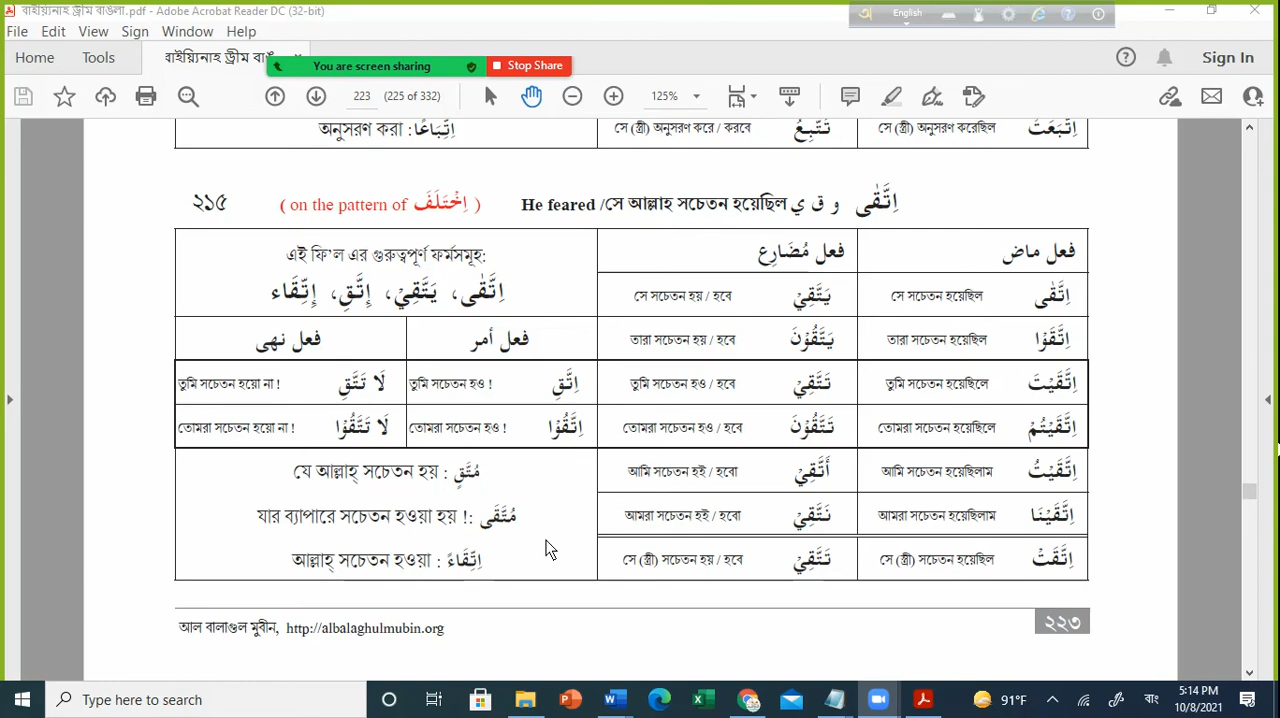 বাইয়্যিনাহ ড্রীম বাঙলা.pdf - Adobe Acrobat Reader DC (32-bit)
English
File Edit View Sign Window Help
Home Tools বাইয়্যিনাহ ড্রীম বাঙ
You are screen sharing Stop Share
Sign In
223 (225 of 332) 125%
অনুসরণ করা : اِتِّبَاعًا
সে (স্ত্রী) অনুসরণ করে / করবে تَتَّبِعُ
সে (স্ত্রী) অনুসরণ করেছিল اِتَّبَعَتْ
২১৫ ( on the pattern of اِخْتَلَفَ ) He feared /সে আল্লাহ সচেতন হয়েছিল و ق ي اِتَّقٰى
এই ফি'ল এর গুরুত্বপূর্ণ ফর্মসমূহ:
اِتَّقٰى، يَتَّقِيْ، إِتَّقِ، إِتِّقَاء
فعل مُضَارِع
فعل ماض
সে সচেতন হয় / হবে يَتَّقِيْ
সে সচেতন হয়েছিল اِتَّقٰى
فعل نهى
فعل أمر
তারা সচেতন হয় / হবে يَتَّقُوْنَ
তারা সচেতন হয়েছিল اِتَّقَوْا
তুমি সচেতন হয়ো না ! لَا تَتَّقِ
তুমি সচেতন হও ! اِتَّقِ
তুমি সচেতন হও / হবে تَتَّقِيْ
তুমি সচেতন হয়েছিলে اِتَّقَيْتَ
তোমরা সচেতন হয়ো না ! لَا تَتَّقُوْا
তোমরা সচেতন হও ! اِتَّقُوْا
তোমরা সচেতন হও / হবে تَتَّقُوْنَ
তোমরা সচেতন হয়েছিলে اِتَّقَيْتُمْ
যে আল্লাহ্ সচেতন হয় : مُتَّقٍ
আমি সচেতন হই / হবো أَتَّقِيْ
আমি সচেতন হয়েছিলাম اِتَّقَيْتُ
যার ব্যাপারে সচেতন হওয়া হয় !: مُتَّقَى
আমরা সচেতন হই / হবো نَتَّقِيْ
আমরা সচেতন হয়েছিলাম اِتَّقَيْنَا
আল্লাহ্ সচেতন হওয়া : اِتِّقَاءً
সে (স্ত্রী) সচেতন হয় / হবে تَتَّقِيْ
সে (স্ত্রী) সচেতন হয়েছিল اِتَّقَتْ
আল বালাগুল মুবীন, http://albalaghulmubin.org ২২৩
Type here to search
91°F বাং 5:14 PM
10/8/2021